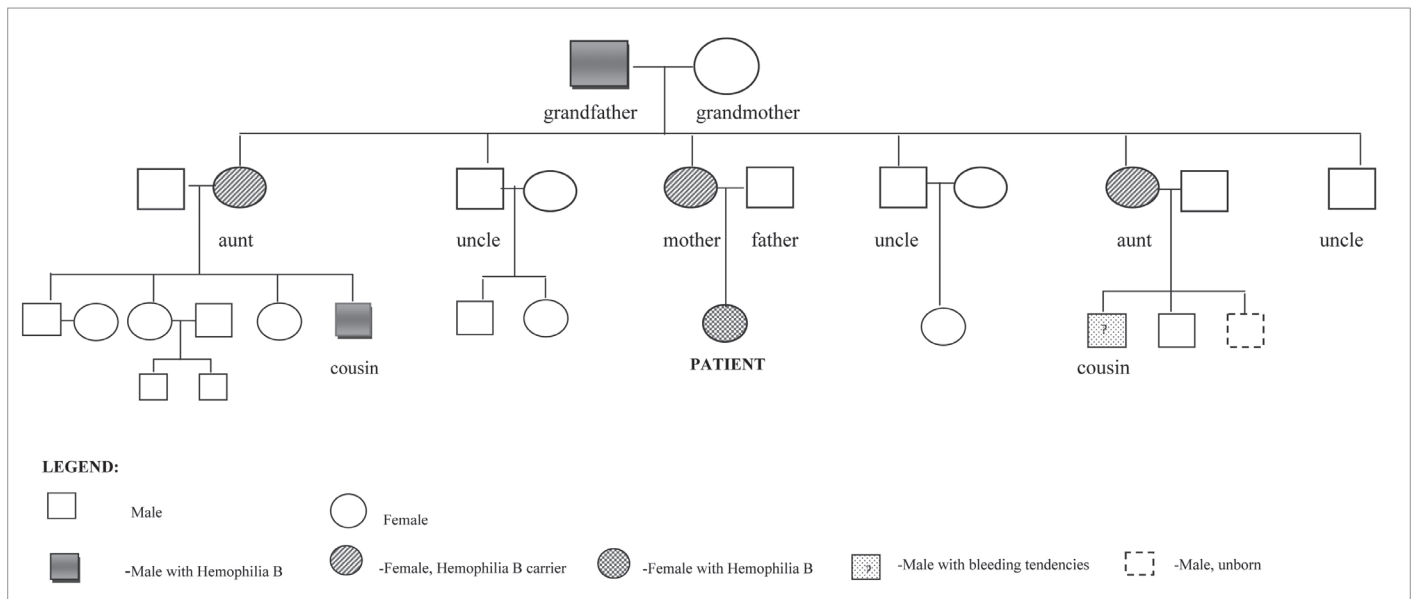 grandfather grandmother
aunt uncle mother father uncle aunt uncle
?
cousin PATIENT cousin
LEGEND:
Male Female
-Male with Hemophilia B -Female, Hemophilia B carrier -Female with Hemophilia B ? -Male with bleeding tendencies -Male, unborn